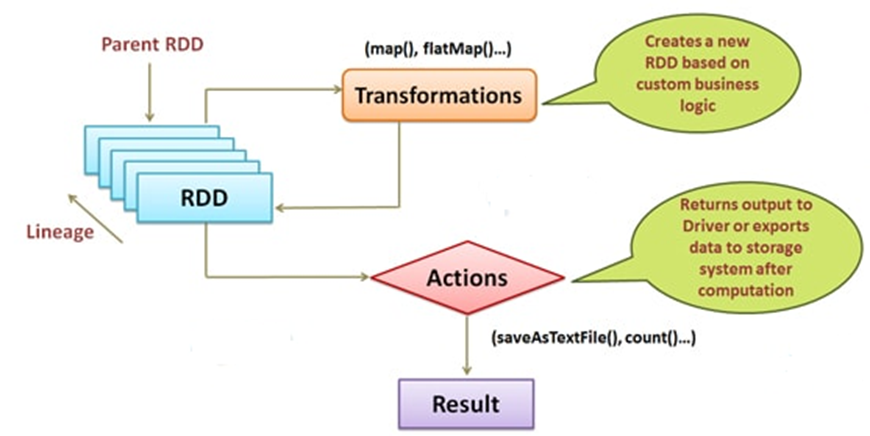 Parent RDD
(map(), flatMap()...)
Transformations
Creates a new
RDD based on
custom business
logic
RDD
Lineage
Actions
Returns output to
Driver or exports
data to storage
system after
computation
(saveAsTextFile(), count()...)
Result